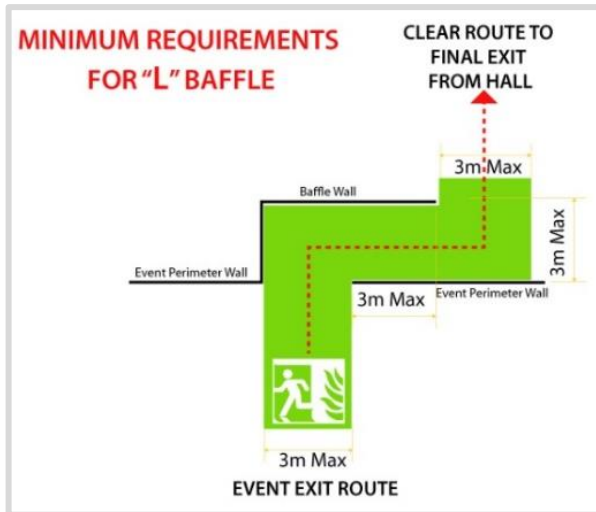 MINIMUM REQUIREMENTS
FOR “L” BAFFLE
CLEAR ROUTE TO
FINAL EXIT
FROM HALL
3m Max
Baffle Wall
3m Max
Event Perimeter Wall
3m Max
Event Perimeter Wall
3m Max
EVENT EXIT ROUTE